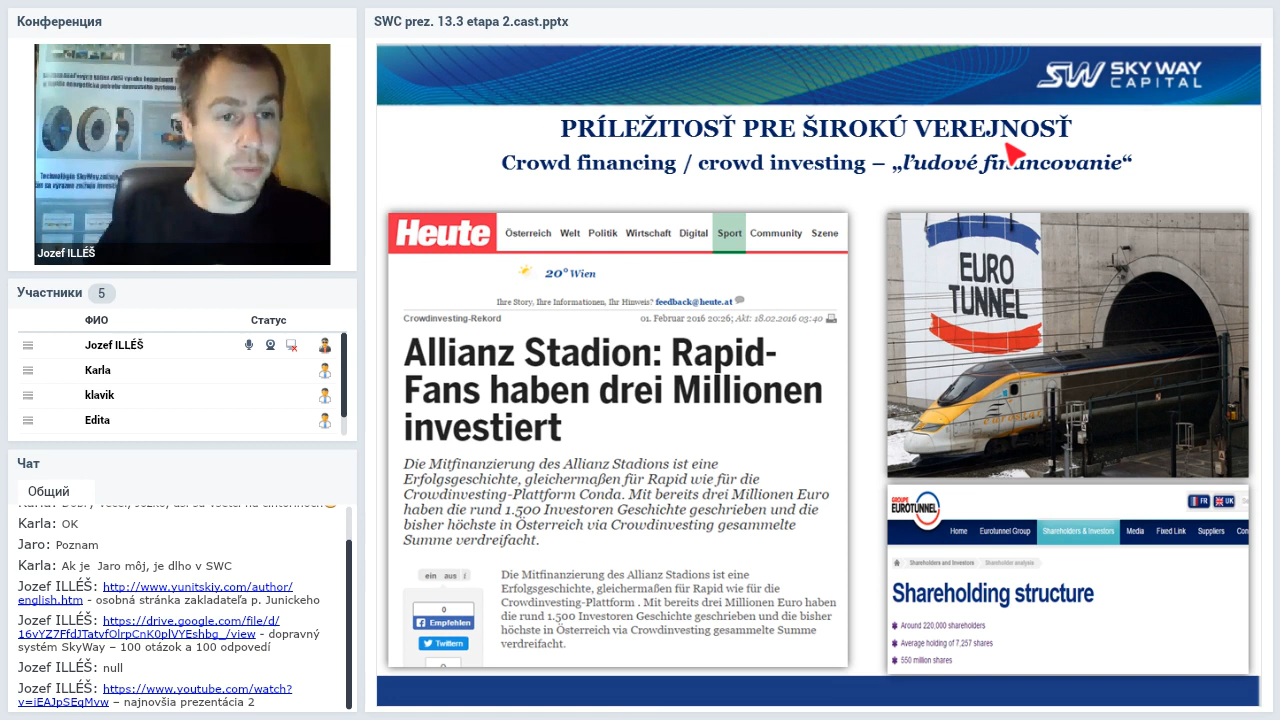 Конференция
Jozef ILLÉŠ
Участники 5
ФИО Статус
Jozef ILLÉŠ
Karla
klavik
Edita
Чат
Общий
Karla: OK
Jaro: Poznam
Karla: Ak je Jaro môj, je dlho v SWC
Jozef ILLÉŠ: http://www.yunitskiy.com/author/
english.htm - osobná stránka zakladateľa p. Junickeho
Jozef ILLÉŠ: https://drive.google.com/file/d/
16vYZ7FfdJTatvfOlrpCnK0plVYEshbg_/view - dopravný
systém SkyWay – 100 otázok a 100 odpovedí
Jozef ILLÉŠ: null
Jozef ILLÉŠ: https://www.youtube.com/watch?
v=iEAJpSEqMvw – najnovšia prezentácia 2
SWC prez. 13.3 etapa 2.cast.pptx
SW SKY WAY
CAPITAL
PRÍLEŽITOSŤ PRE ŠIROKÚ VEREJNOSŤ
Crowd financing / crowd investing – „ľudové financovanie“
Heute Österreich Welt Politik Wirtschaft Digital Sport Community Szene
20° Wien
Ihre Story, Ihre Informationen, Ihr Hinweis? feedback@heute.at
Crowdinvesting-Rekord 01. Februar 2016 20:26; Akt: 18.02.2016 03:40
Allianz Stadion: Rapid-
Fans haben drei Millionen
investiert
Die Mitfinanzierung des Allianz Stadions ist eine
Erfolgsgeschichte, gleichermaßen für Rapid wie für die
Crowdinvesting-Plattform Conda. Mit bereits drei Millionen Euro
haben die rund 1.500 Investoren Geschichte geschrieben und die
bisher höchste in Österreich via Crowdinvesting gesammelte
Summe verdreifacht.
ein aus
0
Empfehlen
Twittern
Die Mitfinanzierung des Allianz Stadions ist eine
Erfolgsgeschichte, gleichermaßen für Rapid wie für die
Crowdinvesting-Plattform . Mit bereits drei Millionen Euro haben
die rund 1.500 Investoren Geschichte geschrieben und die bisher
höchste in Österreich via Crowdinvesting gesammelte Summe
verdreifacht.
EURO
TUNNEL
GROUPE
EUROTUNNEL
FR UK
Home Eurotunnel Group Shareholders & Investors Media Fixed Link Suppliers Con
Shareholders and Investors Shareholder analysis
Shareholding structure
Around 220,000 shareholders
Average holding of 7,257 shares
550 million shares